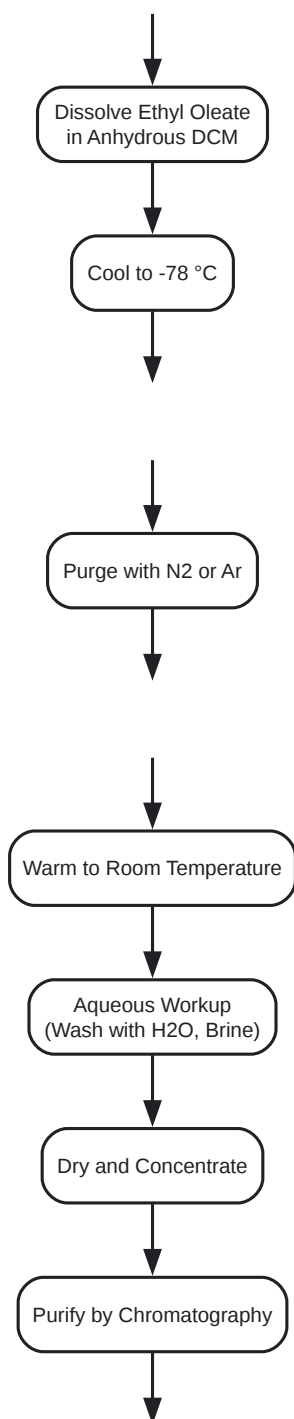 Dissolve Ethyl Oleate
in Anhydrous DCM
Cool to -78 °C
Purge with N2 or Ar
Warm to Room Temperature
Aqueous Workup
(Wash with H2O, Brine)
Dry and Concentrate
Purify by Chromatography